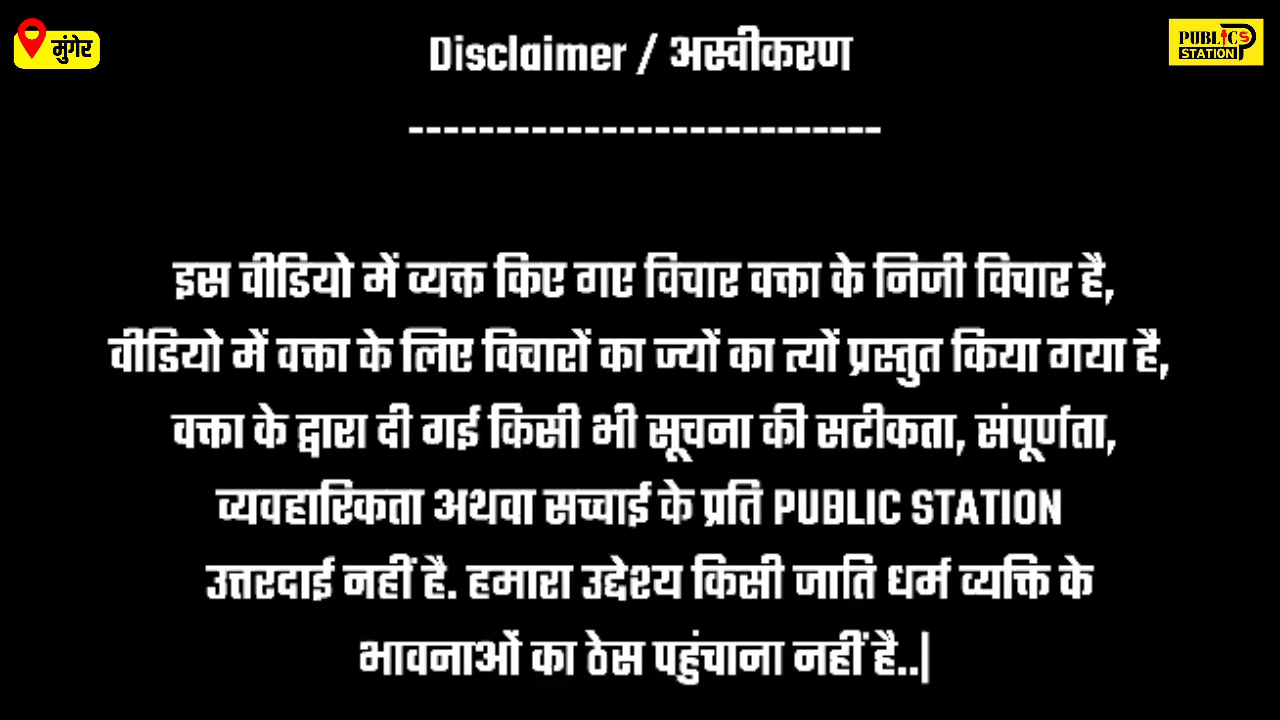 मुंगेर
PUBLICS
STATION
Disclaimer / अस्वीकरण
---------------------------
इस वीडियो में व्यक्त किए गए विचार वक्ता के निजी विचार है,
वीडियो में वक्ता के लिए विचारों का ज्यों का त्यों प्रस्तुत किया गया है,
वक्ता के द्वारा दी गई किसी भी सूचना की सटीकता, संपूर्णता,
व्यवहारिकता अथवा सच्चाई के प्रति PUBLIC STATION
उत्तरदाई नहीं है. हमारा उद्देश्य किसी जाति धर्म व्यक्ति के
भावनाओं का ठेस पहुंचाना नहीं है..|